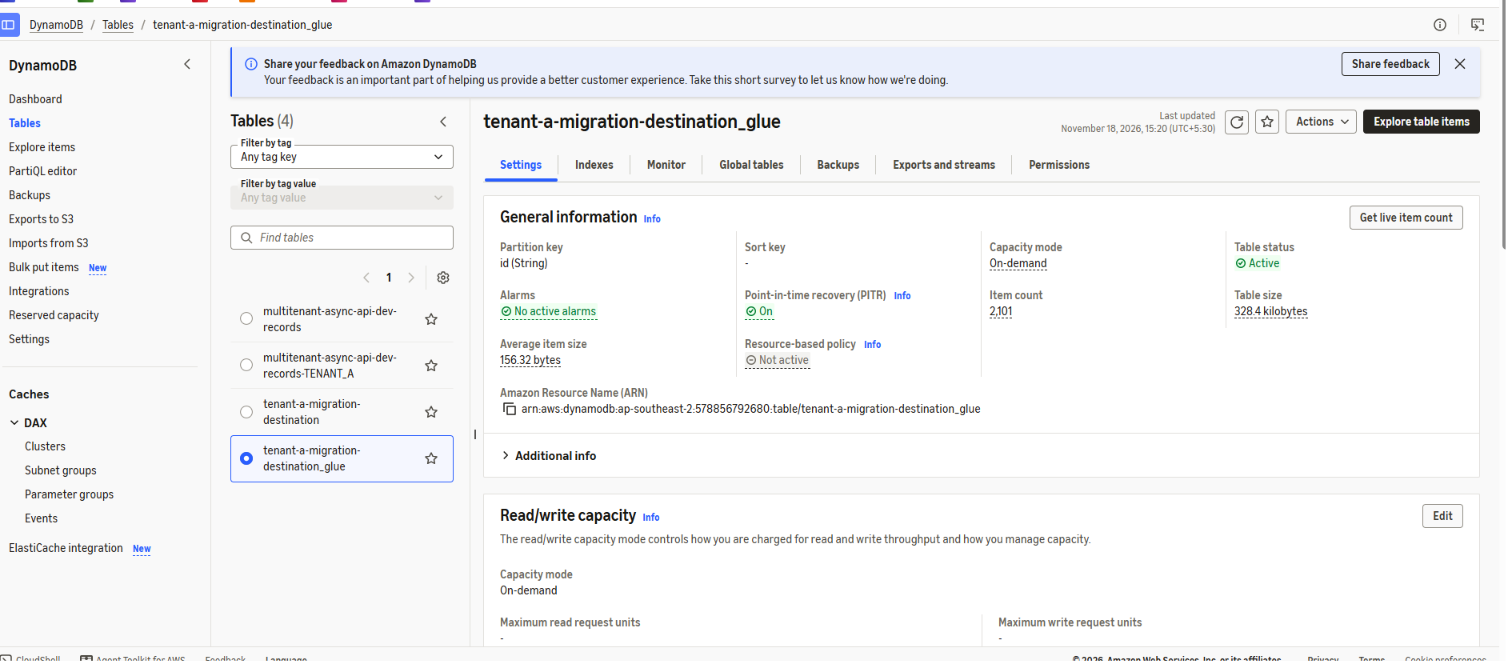 DynamoDB / Tables / tenant-a-migration-destination_glue
DynamoDB
Dashboard
Tables
Explore items
PartiQL editor
Backups
Exports to S3
Imports from S3
Bulk put items New
Integrations
Reserved capacity
Settings
Caches
DAX
Clusters
Subnet groups
Parameter groups
Events
ElastiCache integration New
Share your feedback on Amazon DynamoDB
Your feedback is an important part of helping us provide a better customer experience. Take this short survey to let us know how we're doing.
Share feedback
Tables (4)
Filter by tag
Any tag key
Filter by tag value
Any tag value
Find tables
1
multitenant-async-api-dev-
records
multitenant-async-api-dev-
records-TENANT_A
tenant-a-migration-
destination
tenant-a-migration-
destination_glue
tenant-a-migration-destination_glue
Last updated
November 18, 2026, 15:20 (UTC+5:30)
Actions
Explore table items
Settings
Indexes
Monitor
Global tables
Backups
Exports and streams
Permissions
General information Info
Get live item count
Partition key
id (String)
Sort key
-
Capacity mode
On-demand
Table status
Active
Alarms
No active alarms
Point-in-time recovery (PITR) Info
On
Item count
2,101
Table size
328.4 kilobytes
Average item size
156.32 bytes
Resource-based policy Info
Not active
Amazon Resource Name (ARN)
arn:aws:dynamodb:ap-southeast-2:578856792680:table/tenant-a-migration-destination_glue
Additional info
Read/write capacity Info
Edit
The read/write capacity mode controls how you are charged for read and write throughput and how you manage capacity.
Capacity mode
On-demand
Maximum read request units
-
Maximum write request units
-
CloudShell
Agent Toolkit for AWS
Feedback
Language
© 2026, Amazon Web Services, Inc. or its affiliates.
Privacy
Terms
Cookie preferences